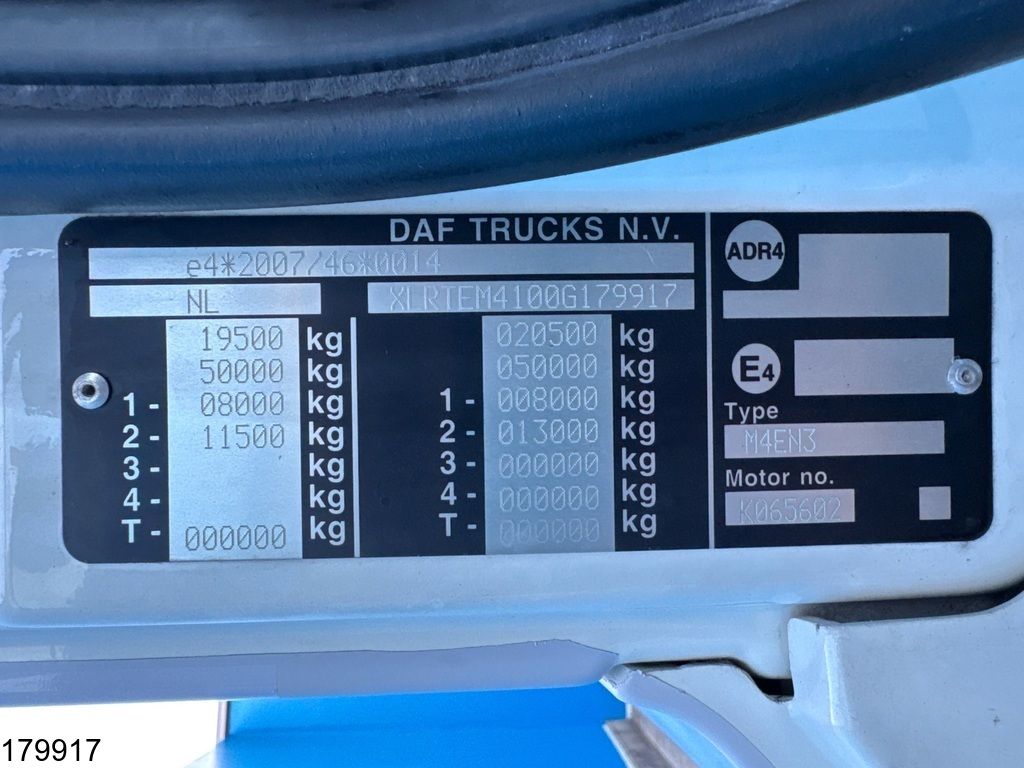 DAF TRUCKS N.V.
e4*2007/46*0014
NL XLRTEM4100G179917
19500 kg 020500 kg
50000 kg 050000 kg
1- 08000 kg 1- 008000 kg
2- 11500 kg 2- 013000 kg
3- kg 3- 000000 kg
4- kg 4- 000000 kg
T- 000000 kg T- 000000 kg
ADR4
E4
Type
M4EN3
Motor no.
K065602
179917